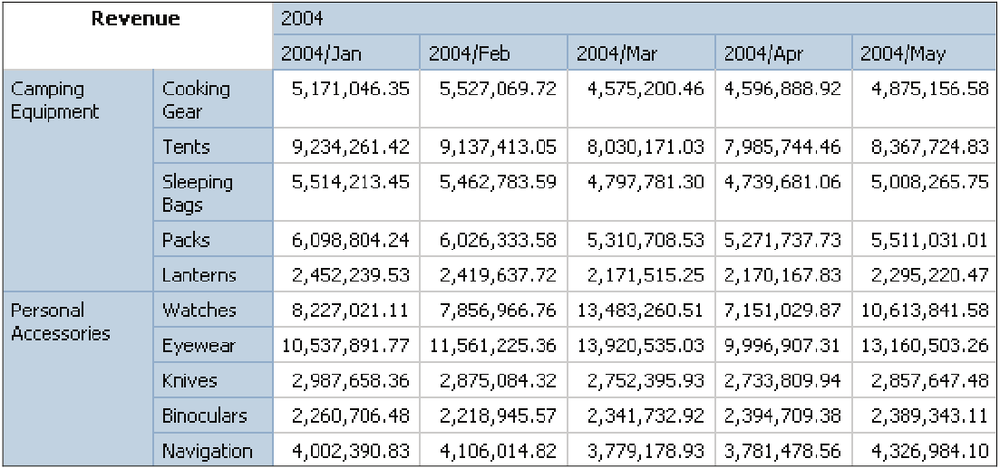 Revenue 2004
2004/Jan 2004/Feb 2004/Mar 2004/Apr 2004/May
Camping Equipment Cooking Gear 5,171,046.35 5,527,069.72 4,575,200.46 4,596,888.92 4,875,156.58
Tents 9,234,261.42 9,137,413.05 8,030,171.03 7,985,744.46 8,367,724.83
Sleeping Bags 5,514,213.45 5,462,783.59 4,797,781.30 4,739,681.06 5,008,265.75
Packs 6,098,804.24 6,026,333.58 5,310,708.53 5,271,737.73 5,511,031.01
Lanterns 2,452,239.53 2,419,637.72 2,171,515.25 2,170,167.83 2,295,220.47
Personal Accessories Watches 8,227,021.11 7,856,966.76 13,483,260.51 7,151,029.87 10,613,841.58
Eyewear 10,537,891.77 11,561,225.36 13,920,535.03 9,996,907.31 13,160,503.26
Knives 2,987,658.36 2,875,084.32 2,752,395.93 2,733,809.94 2,857,647.48
Binoculars 2,260,706.48 2,218,945.57 2,341,732.92 2,394,709.38 2,389,343.11
Navigation 4,002,390.83 4,106,014.82 3,779,178.93 3,781,478.56 4,326,984.10